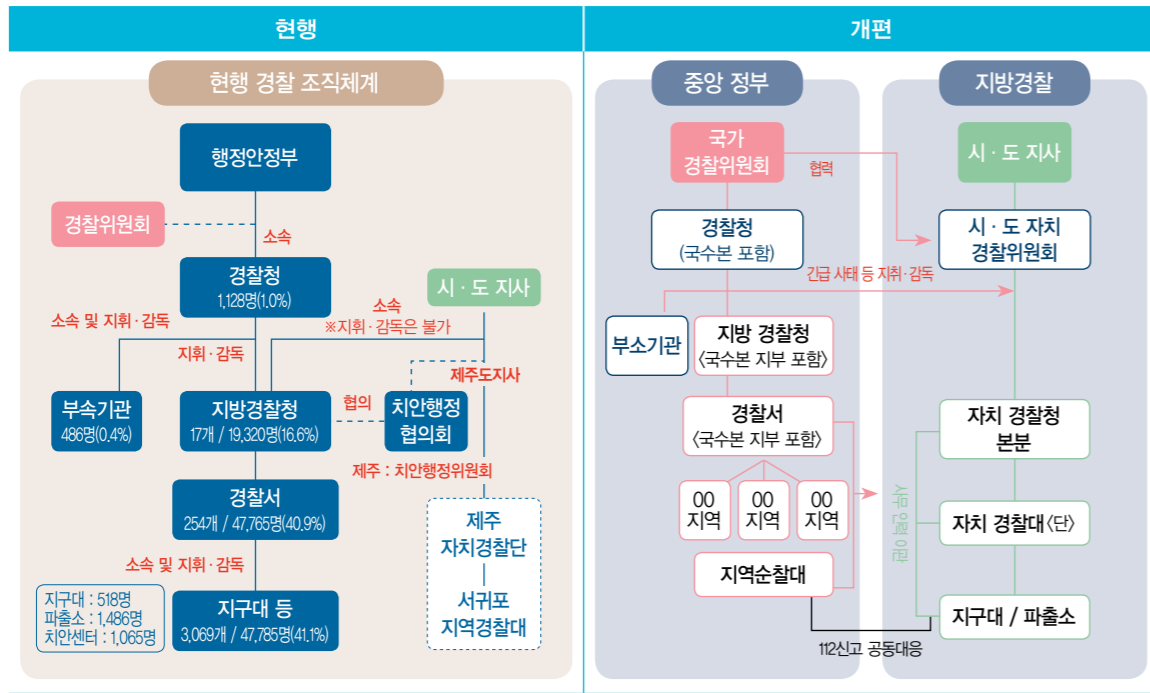 현행
개편
현행 경찰 조직체계
행정안정부
경찰위원회
소속
경찰청
1,128명(1.0%)
시 · 도 지사
소속 및 지휘 · 감독
소속
※지휘 · 감독은 불가
지휘 · 감독
제주도지사
부속기관
486명(0.4%)
지방경찰청
17개 / 19,320명(16.6%)
협의
치안행정
협의회
제주 : 치안행정위원회
경찰서
254개 / 47,765명(40.9%)
제주
자치경찰단
소속 및 지휘 · 감독
지구대 : 518명
파출소 : 1,486명
치안센터 : 1,065명
지구대 등
3,069개 / 47,785명(41.1%)
서귀포
지역경찰대
중앙 정부
지방경찰
국가
경찰위원회
협력
시 · 도 지사
경찰청
(국수본 포함)
시 · 도 자치
경찰위원회
긴급 사태 등 지취 · 감독
부소기관
지방 경찰청
〈국수본 지부 포함〉
경찰서
〈국수본 지부 포함〉
자치 경찰청
본분
00
지역
00
지역
00
지역
사무 인력 이관
자치 경찰대〈단〉
지역순찰대
지구대 / 파출소
112신고 공동대응